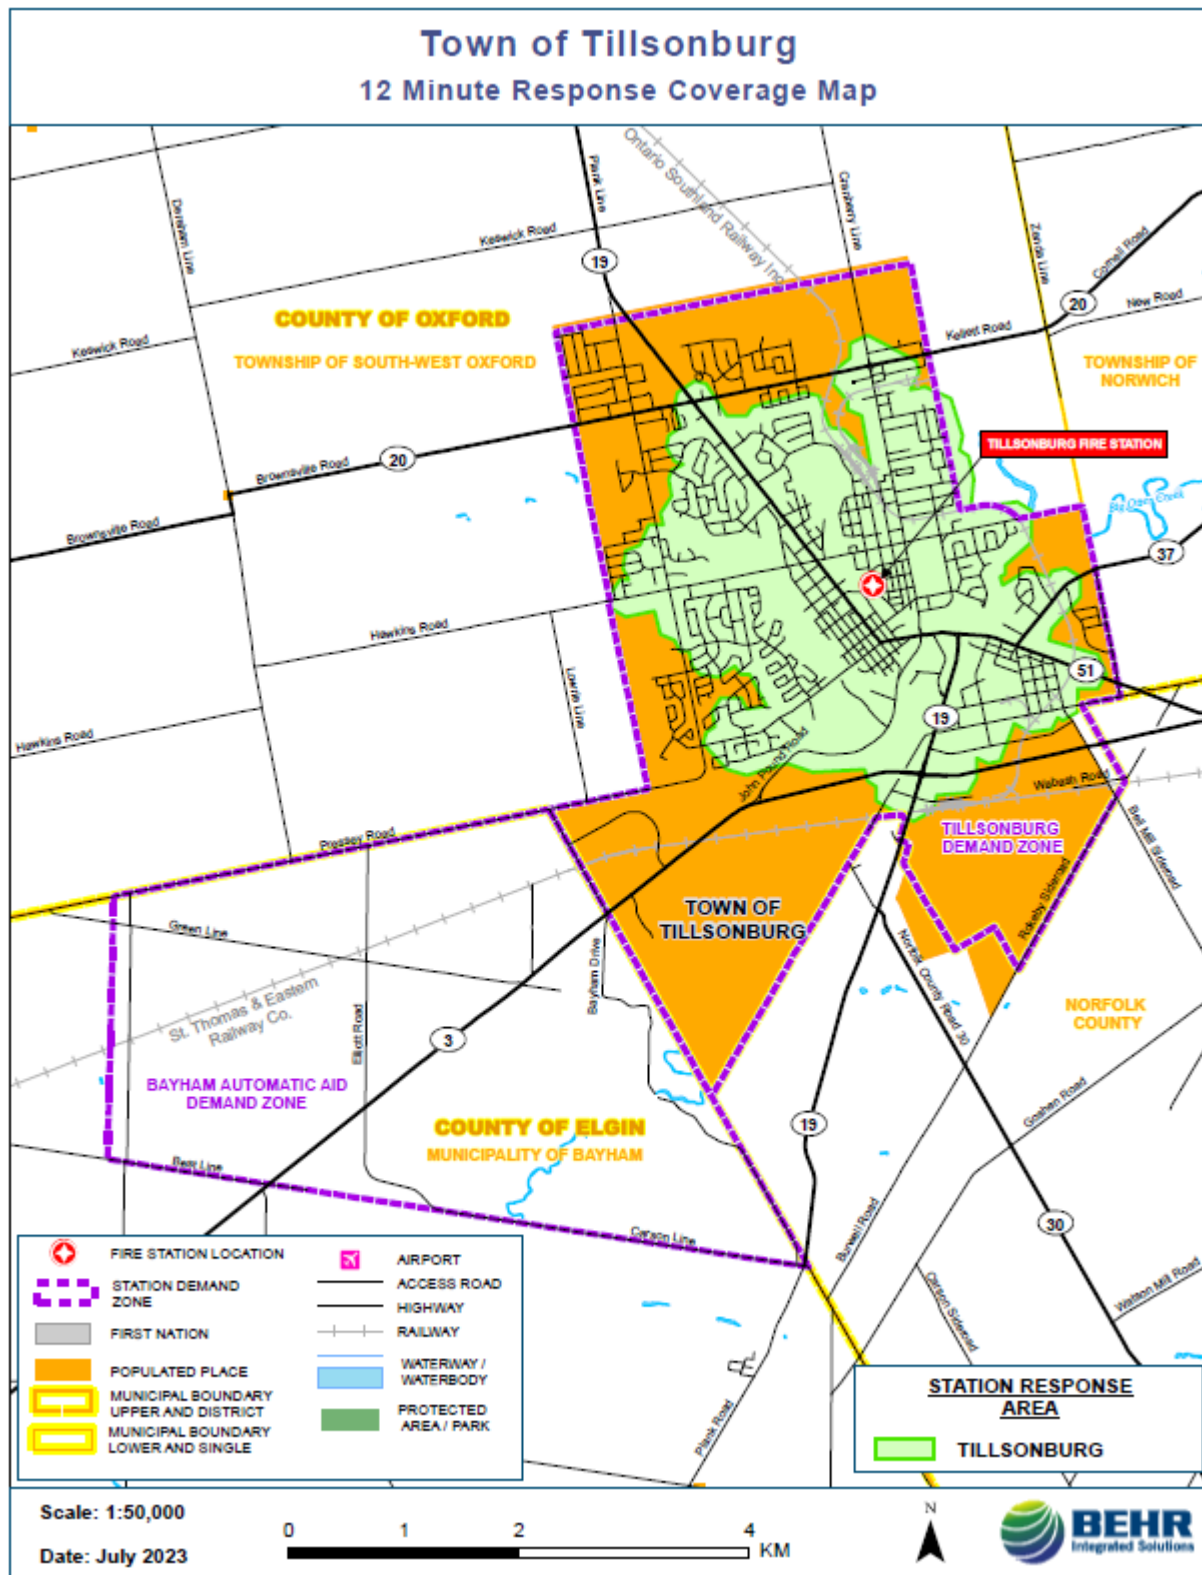 Town of Tillsonburg
12 Minute Response Coverage Map
Ontario Southland Railway Inc.
Plank Line
Cranberry Line
Dereham Line
Zenda Line
Keswick Road
Cornell Road
19
20
New Road
COUNTY OF OXFORD
Kellett Road
Keswick Road
TOWNSHIP OF SOUTH-WEST OXFORD
TOWNSHIP OF
NORWICH
TILLSONBURG FIRE STATION
20
Brownsville Road
Big Otter Creek
Brownsville Road
37
Hawkins Road
Lowrie Line
51
19
Hawkins Road
John Pound Road
Wabash Road
Pressey Road
TILLSONBURG
DEMAND ZONE
Bell Mill Sideroad
Rokeby Sideroad
TOWN OF
TILLSONBURG
Green Line
Bayham Drive
Norfolk County Road 30
St. Thomas & Eastern
Railway Co.
Elliott Road
3
NORFOLK
COUNTY
BAYHAM AUTOMATIC AID
DEMAND ZONE
Goshen Road
COUNTY OF ELGIN
MUNICIPALITY OF BAYHAM
19
Best Line
Carson Line
Burwell Road
30
Carson Sideroad
Watson Mill Road
Plank Road
FIRE STATION LOCATION
STATION DEMAND
ZONE
FIRST NATION
POPULATED PLACE
MUNICIPAL BOUNDARY
UPPER AND DISTRICT
MUNICIPAL BOUNDARY
LOWER AND SINGLE
AIRPORT
ACCESS ROAD
HIGHWAY
RAILWAY
WATERWAY /
WATERBODY
PROTECTED
AREA / PARK
STATION RESPONSE
AREA
TILLSONBURG
Scale: 1:50,000
Date: July 2023
0 1 2 4 KM
N
BEHR
Integrated Solutions